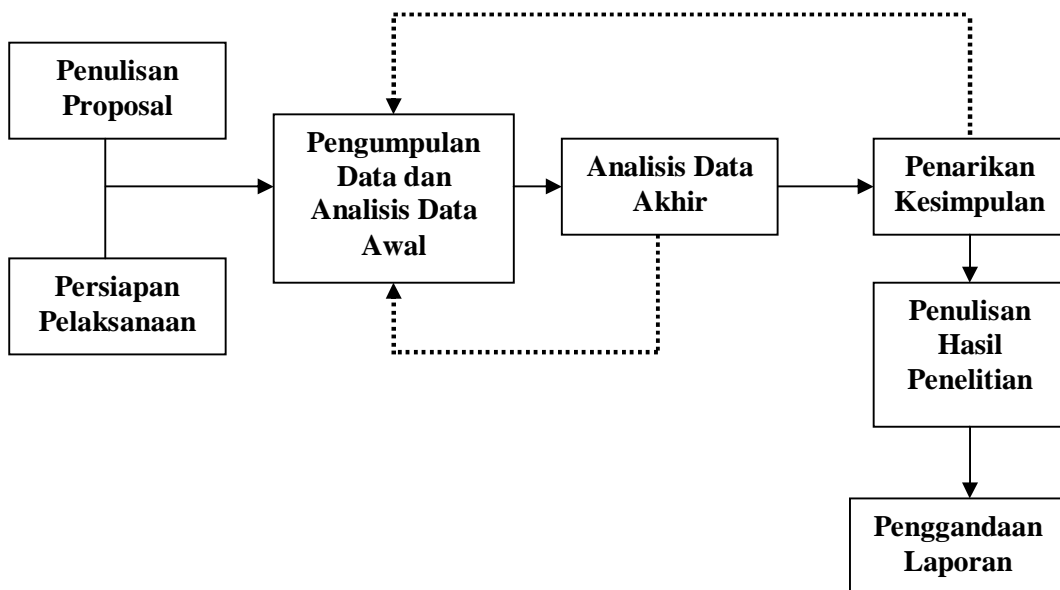 Penulisan
Proposal
Persiapan
Pelaksanaan
Pengumpulan
Data dan
Analisis Data
Awal
Analisis Data
Akhir
Penarikan
Kesimpulan
Penulisan
Hasil
Penelitian
Penggandaan
Laporan